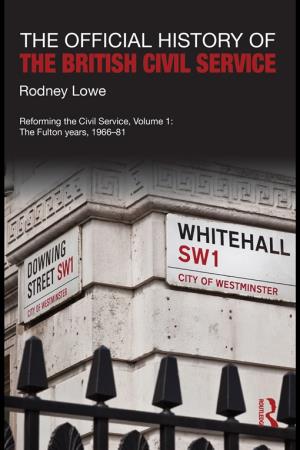 THE OFFICIAL HISTORY OF
THE BRITISH CIVIL SERVICE
Rodney Lowe
Reforming the Civil Service, Volume 1:
The Fulton years, 1966–81
DOWNING
STREET SW1
CITY OF WESTMINSTER
WHITEHALL
SW1
CITY OF WESTMINSTER
ROUTLEDGE